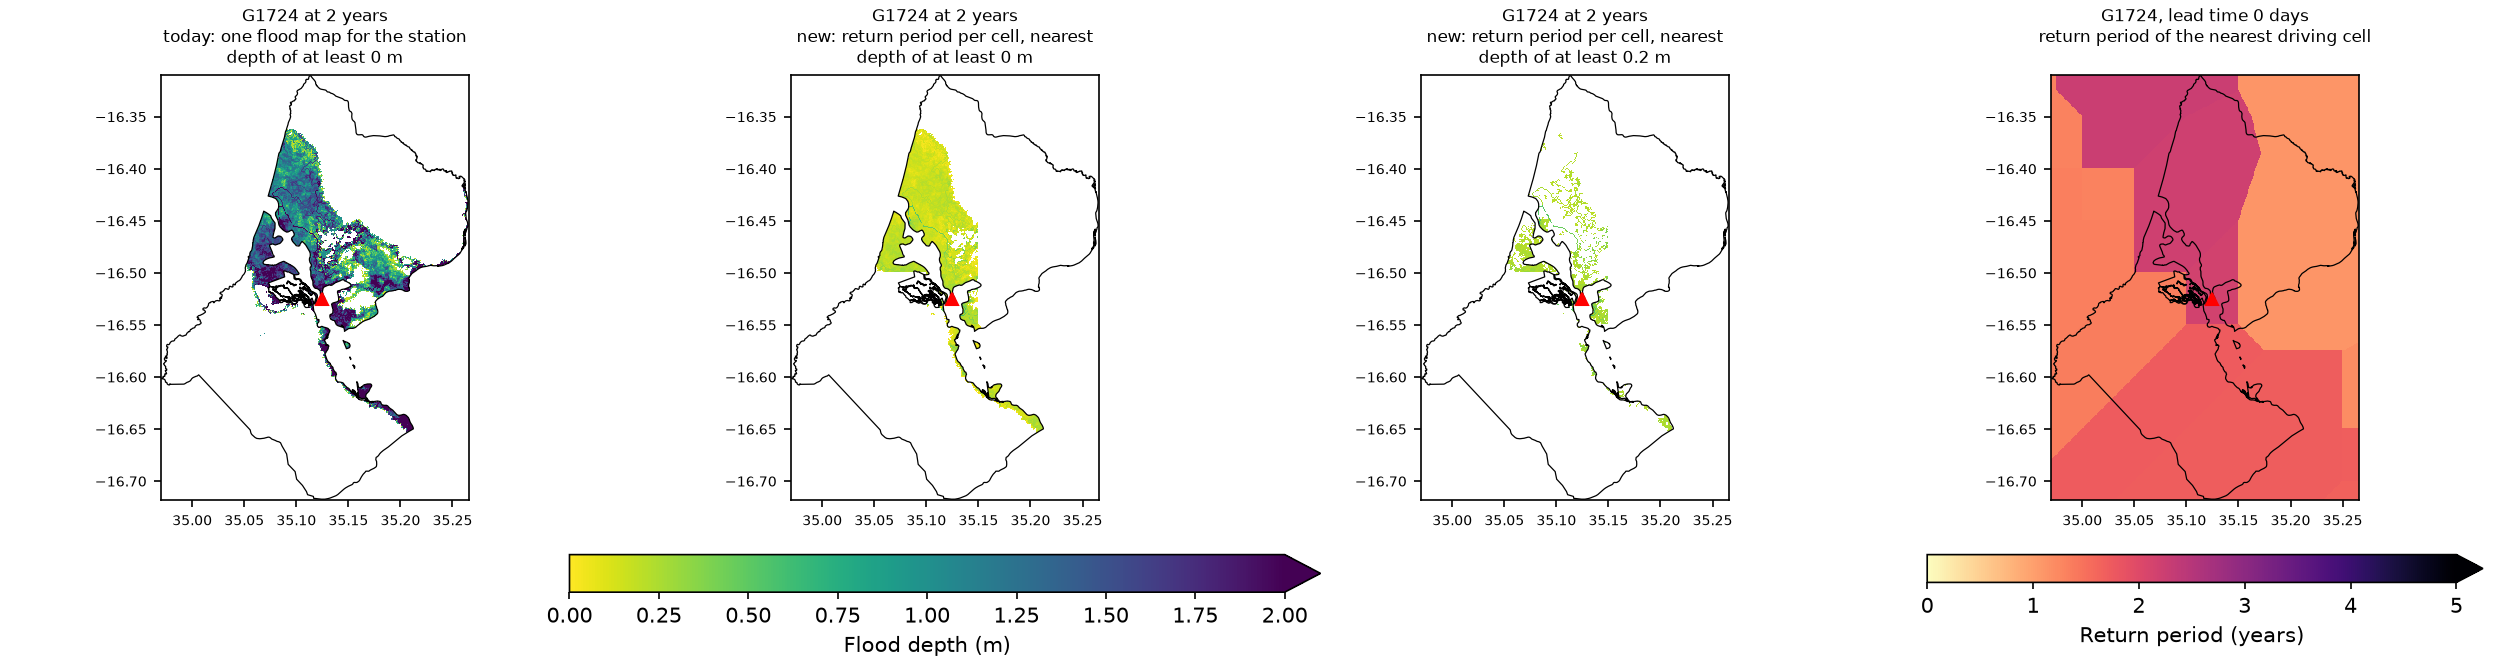 G1724 at 2 years
today: one flood map for the station
depth of at least 0 m
−16.35
−16.40
−16.45
−16.50
−16.55
−16.60
−16.65
−16.70
35.00 35.05 35.10 35.15 35.20 35.25
G1724 at 2 years
new: return period per cell, nearest
depth of at least 0 m
−16.35
−16.40
−16.45
−16.50
−16.55
−16.60
−16.65
−16.70
35.00 35.05 35.10 35.15 35.20 35.25
G1724 at 2 years
new: return period per cell, nearest
depth of at least 0.2 m
−16.35
−16.40
−16.45
−16.50
−16.55
−16.60
−16.65
−16.70
35.00 35.05 35.10 35.15 35.20 35.25
G1724, lead time 0 days
return period of the nearest driving cell
−16.35
−16.40
−16.45
−16.50
−16.55
−16.60
−16.65
−16.70
35.00 35.05 35.10 35.15 35.20 35.25
0.00 0.25 0.50 0.75 1.00 1.25 1.50 1.75 2.00
Flood depth (m)
0 1 2 3 4 5
Return period (years)